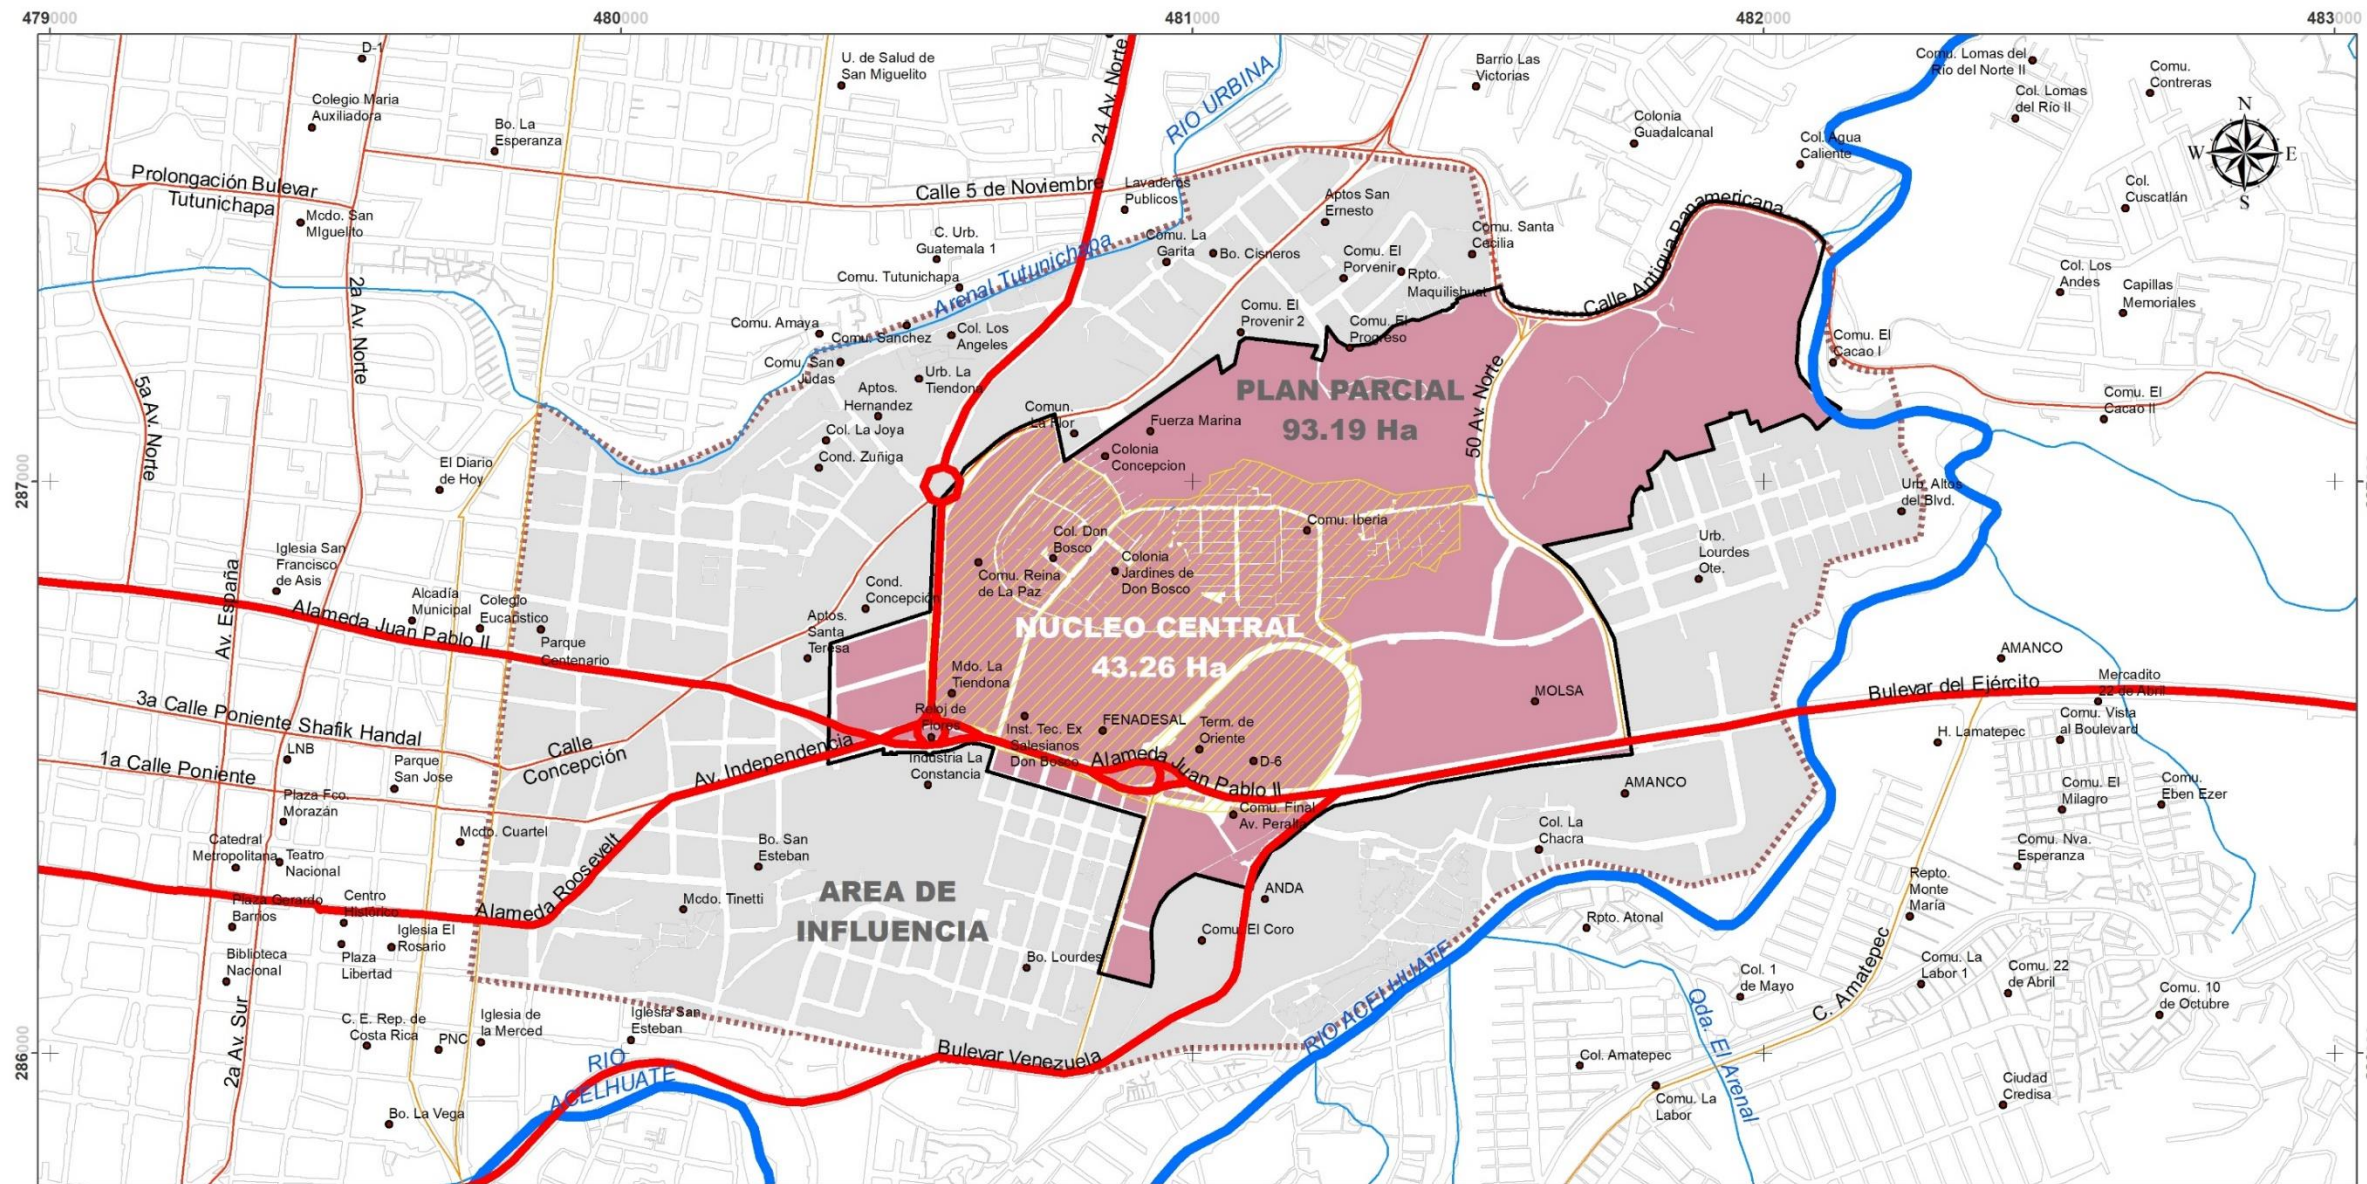 479000
480000
481000
482000
483000
D-1
U. de Salud de
San Miguelito
24 Av. Norte
RIO URBINA
Barrio Las
Victorias
Comu. Lomas del
Rio del Norte II
Comu.
Contreras
Col. Lomas
del Río II
N
W
E
S
Colegio Maria
Auxiliadora
Bo. La
Esperanza
Colonia
Guadalcanal
Col. Agua
Caliente
Prolongación Bulevar
Tutunichapa
Calle 5 de Noviembre
Lavaderos
Publicos
Aptos San
Ernesto
Calle Antigua Panamericana
Col.
Cuscatlán
Mcdo. San
MIguelito
C. Urb.
Guatemala 1
Comu. La
Garita
Bo. Cisneros
Comu. Santa
Cecilia
Comu. El
Porvenir
Rpto.
Maquilishuat
Comu. Tutunichapa
Arenal Tutunichapa
Col. Los
Andes
Capillas
Memoriales
2a Av. Norte
Comu. Amaya
Comu. Sanchez
Col. Los
Angeles
Comu. El
Provenir 2
Comu. El
Progreso
Comu. El
Cacao I
Comu. San
Judas
Urb. La
Tiendona
5a Av. Norte
Aptos.
Hernandez
PLAN PARCIAL
93.19 Ha
50 Av. Norte
Comu. El
Cacao II
Comun.
La Flor
Fuerza Marina
Col. La Joya
Colonia
Concepcion
Cond. Zuñiga
El Diario
de Hoy
287000
Urb. Altos
del Blvd.
Comu. Iberia
Col. Don
Bosco
Urb.
Lourdes
Ote.
Iglesia San
Francisco
de Asis
Av. España
Comu. Reina
de La Paz
Colonia
Jardines de
Don Bosco
Cond.
Concepción
Alcadía
Municipal
Colegio
Eucaristico
Alameda Juan Pablo II
Parque
Centenario
Aptos.
Santa
Teresa
NUCLEO CENTRAL
43.26 Ha
AMANCO
Mdo. La
Tiendona
MOLSA
Bulevar del Ejército
Mercadito
22 de Abril
3a Calle Poniente Shafik Handal
Reloj de
Flores
Inst. Tec. Ex
Salesianos
Don Bosco
FENADESAL
Term. de
Oriente
H. Lamatepec
Comu. Vista
al Boulevard
LNB
Calle
Concepción
Av. Independencia
Industria La
Constancia
Alameda Juan Pablo II
D-6
1a Calle Poniente
Parque
San Jose
AMANCO
Comu. El
Milagro
Comu.
Eben Ezer
Plaza Fco.
Morazán
Comu. Final
Av. Peralta
Col. La
Chacra
Mcdo. Cuartel
Catedral
Metropolitana
Teatro
Nacional
Bo. San
Esteban
Comu. Nva.
Esperanza
Alameda Roosevelt
AREA DE
INFLUENCIA
ANDA
Repto.
Monte
María
Plaza Gerardo
Barrios
Centro
Histórico
Mcdo. Tinetti
Rpto. Atonal
Iglesia El
Rosario
Comu. El Coro
Biblioteca
Nacional
Plaza
Libertad
Bo. Lourdes
RIO ACELHUATE
C. Amatepec
Comu. La
Labor 1
Comu. 22
de Abril
Col. 1
de Mayo
Comu. 10
de Octubre
2a Av. Sur
C. E. Rep. de
Costa Rica
PNC
Iglesia de
la Merced
Iglesia San
Esteban
Qda. El Arenal
286000
Bulevar Venezuela
RIO
ACELHUATE
Col. Amatepec
Comu. La
Labor
Ciudad
Credisa
Bo. La Vega